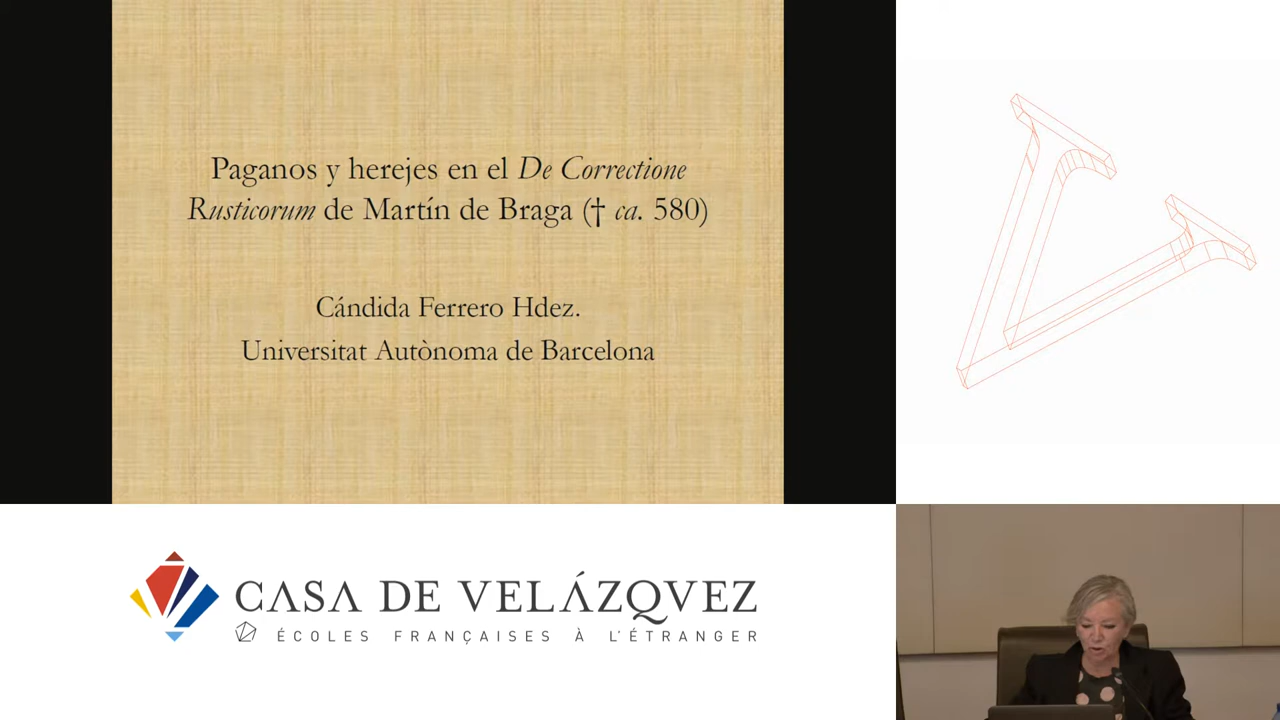 Paganos y herejes en el De Correctione
Rusticorum de Martín de Braga († ca. 580)
Cándida Ferrero Hdez.
Universitat Autònoma de Barcelona
CASA DE VELÁZQVEZ
ÉCOLES FRANÇAISES À L'ÉTRANGER